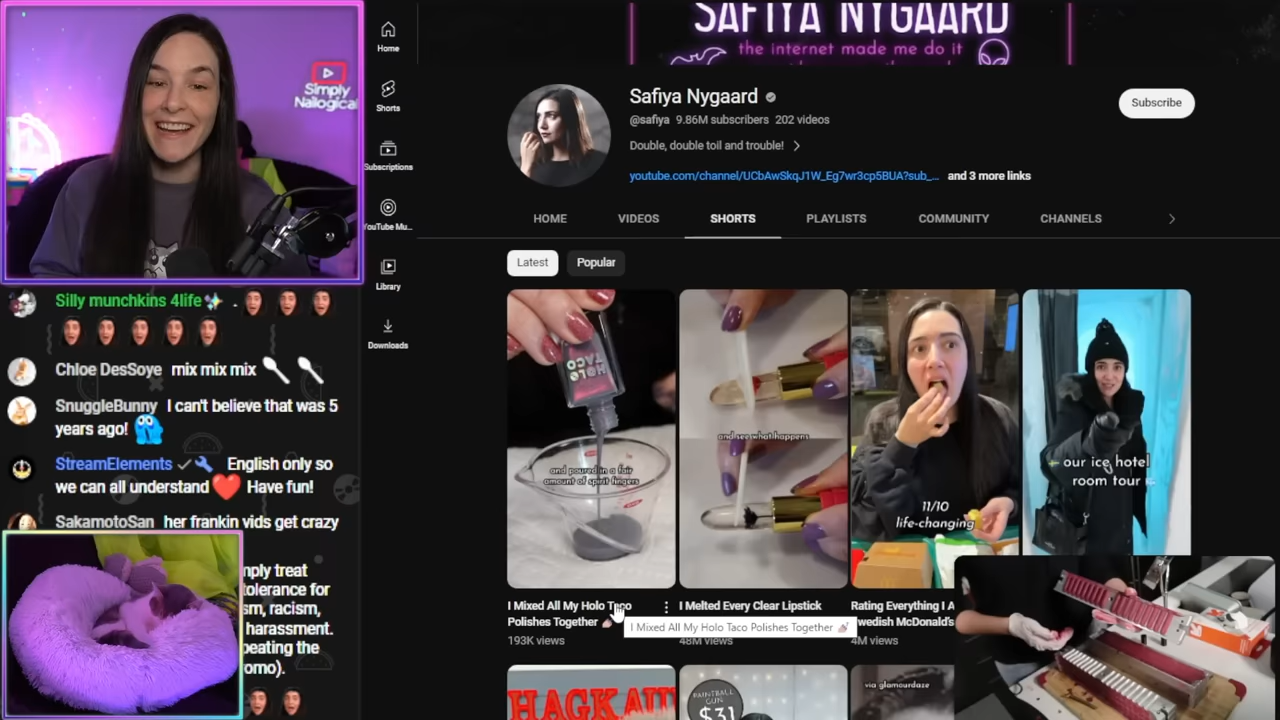 Simply
Nailogical
Silly munchkins 4life .
Chloe DesSoye mix mix mix
SnuggleBunny I can't believe that was 5
years ago!
StreamElements English only so
we can all understand Have fun!
SakamotoSan her frankin vids get crazy
mply treat
tolerance for
sm, racism,
harassment.
peating the
omo).
Home
Shorts
Subscriptions
YouTube Mu...
Library
Downloads
SAFIYA NYGAARD
the internet made me do it
Safiya Nygaard
@safiya 9.86M subscribers 202 videos
Double, double toil and trouble!
youtube.com/channel/UCbAwSkqJ1W_Eg7wr3cp5BUA?sub_... and 3 more links
Subscribe
HOME VIDEOS SHORTS PLAYLISTS COMMUNITY CHANNELS
Latest Popular
HOLO
TACO
and poured in a fair
amount of spirit fingers
and see what happens
11/10
life-changing
our ice hotel
room tour
I Mixed All My Holo Taco
Polishes Together
193K views
I Melted Every Clear Lipstick
48M views
Rating Everything I A
wedish McDonald's
4M views
I Mixed All My Holo Taco Polishes Together
HAGKAU
PAINTBALL
GUN
$31
via glamourdaze